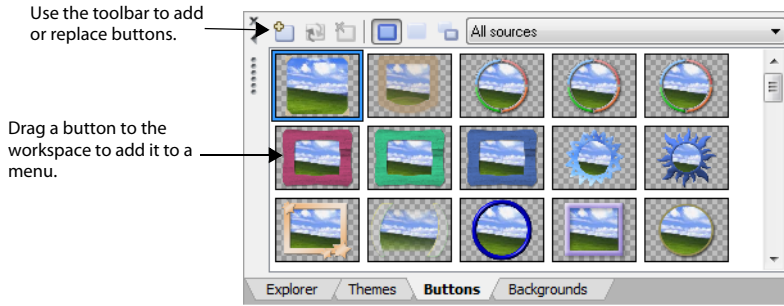 Use the toolbar to add
or replace buttons.
All sources
Drag a button to the
workspace to add it to a
menu.
Explorer Themes Buttons Backgrounds